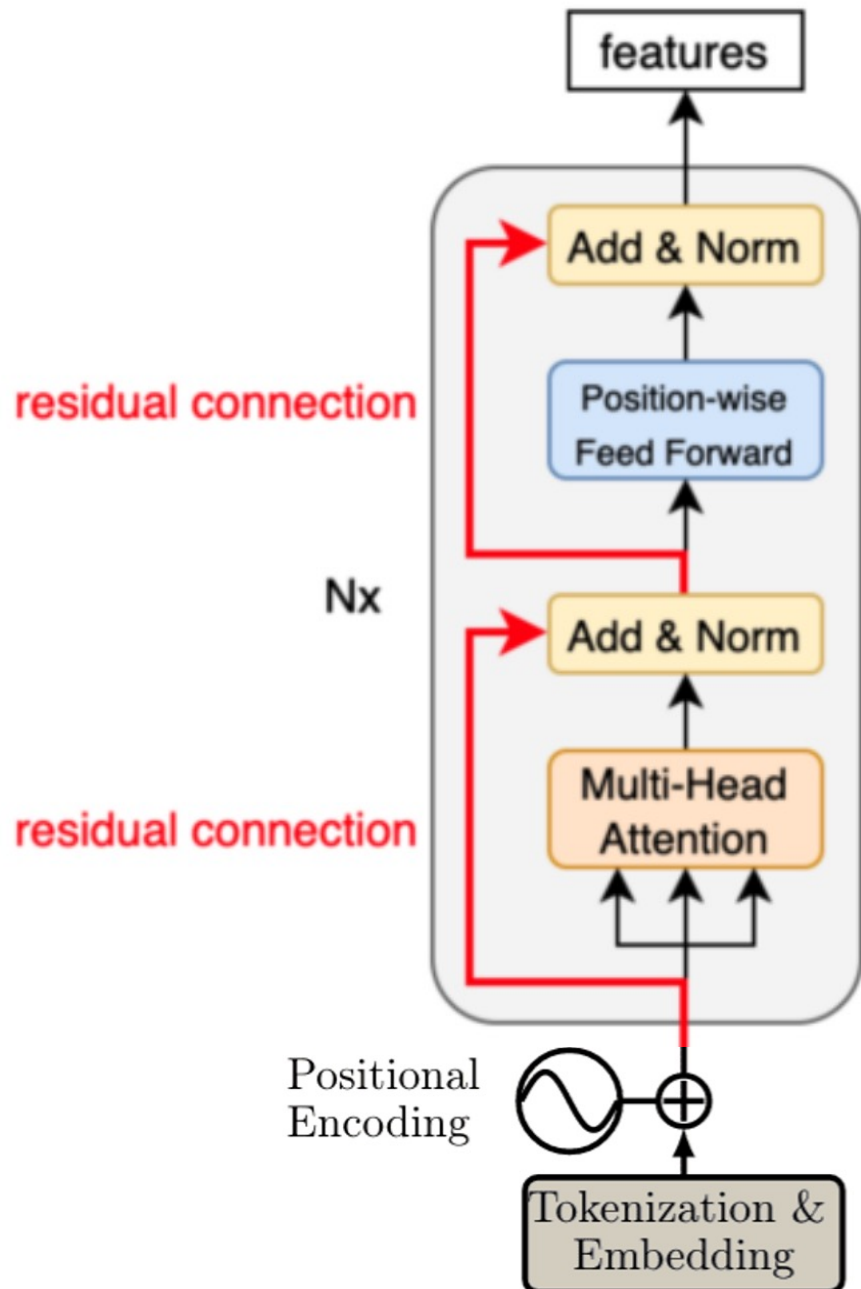 features
Add & Norm
residual connection
Position-wise
Feed Forward
Nx
Add & Norm
residual connection
Multi-Head
Attention
Positional
Encoding
Tokenization &
Embedding